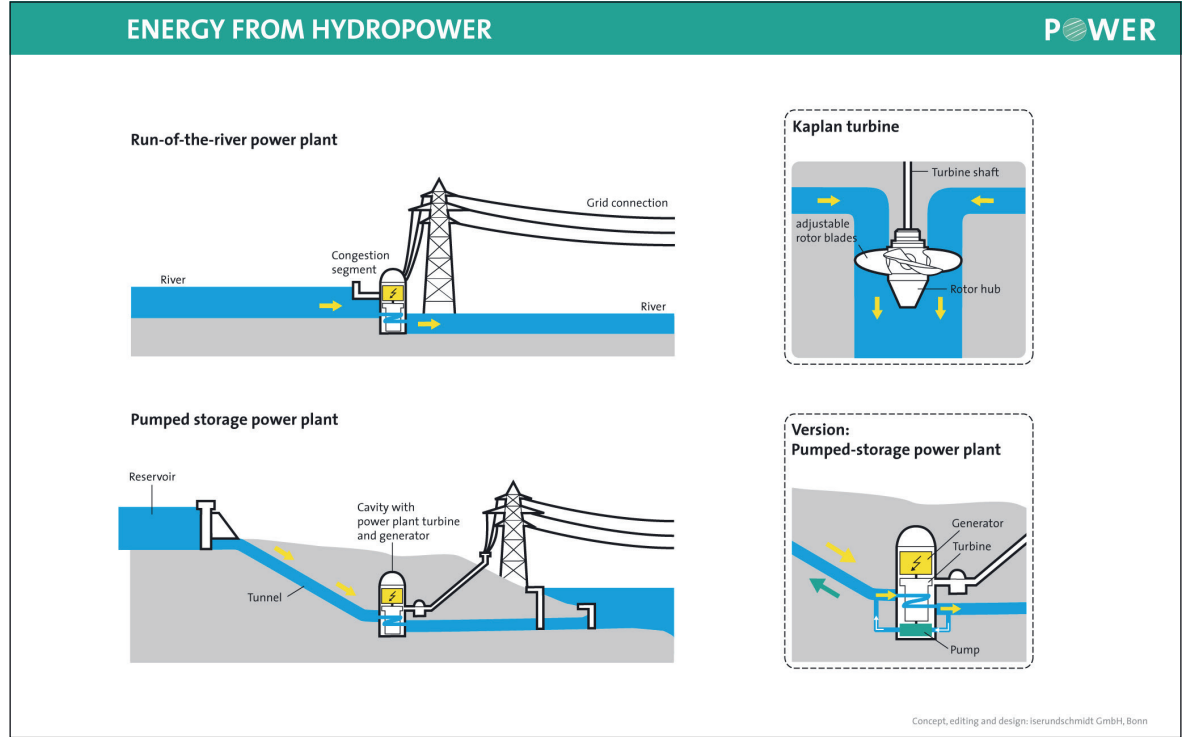 ENERGY FROM HYDROPOWER
POWER
Run-of-the-river power plant
Grid connection
Congestion
segment
River
River
Kaplan turbine
Turbine shaft
adjustable
rotor blades
Rotor hub
Pumped storage power plant
Reservoir
Cavity with
power plant turbine
and generator
Tunnel
Version:
Pumped-storage power plant
Generator
Turbine
Pump
Concept, editing and design: iserundschmidt GmbH, Bonn